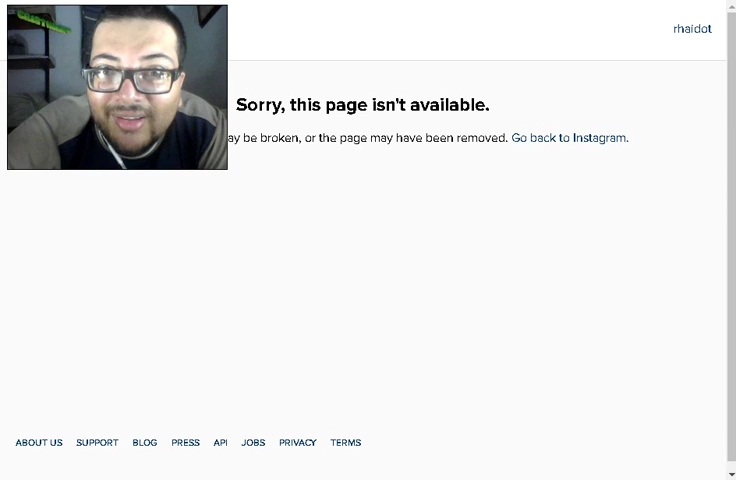 rhaidot
Sorry, this page isn't available.
ay be broken, or the page may have been removed. Go back to Instagram.
ABOUT US SUPPORT BLOG PRESS API JOBS PRIVACY TERMS